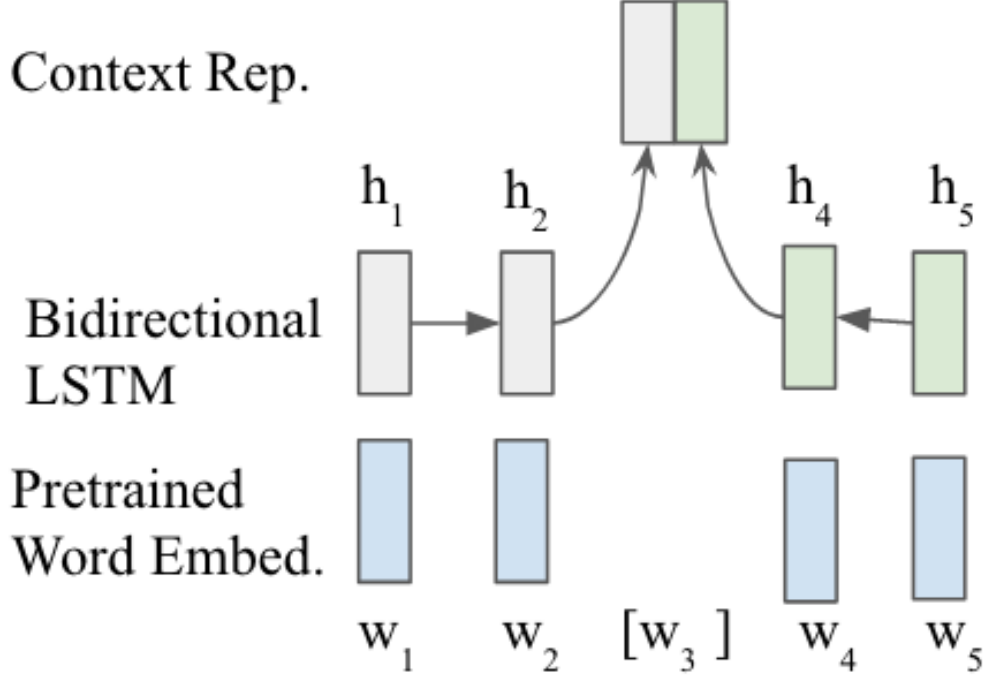 Context Rep.
h₁ h₂ h₄ h₅
Bidirectional
LSTM
Pretrained
Word Embed.
w₁ w₂ [w₃ ] w₄ w₅